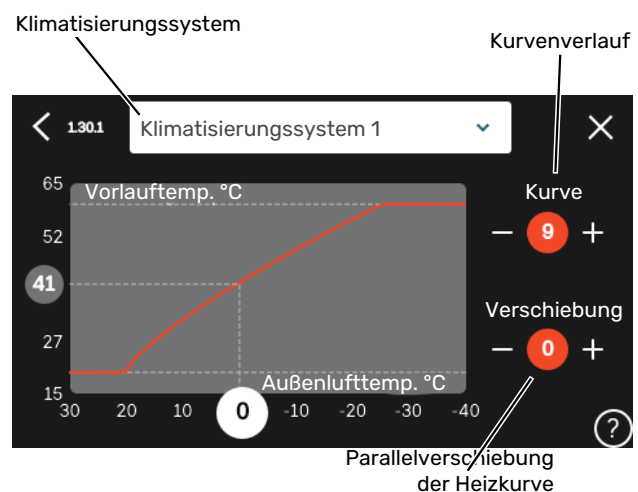 Klimatisierungssystem
Kurvenverlauf
1.30.1
Klimatisierungssystem 1
65
Vorlauftemp. °C
Kurve
52
− 9 +
41
Verschiebung
27
− 0 +
Außenlufttemp. °C
15
30 20 10 0 -10 -20 -30 -40
?
Parallelverschiebung
der Heizkurve